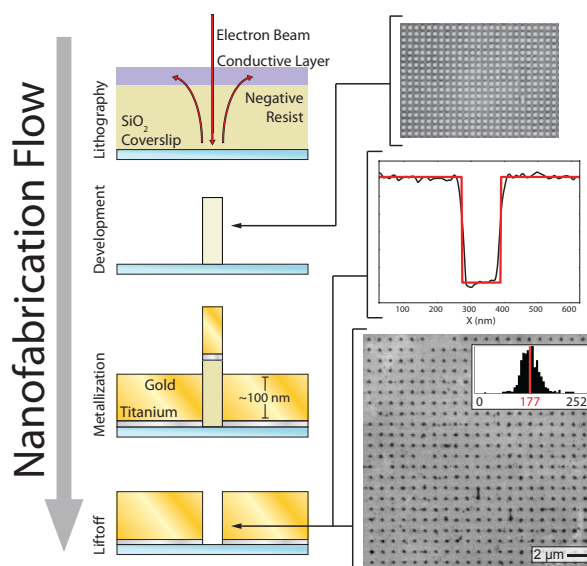 Nanofabrication Flow
Lithography
Electron Beam
Conductive Layer
Negative
Resist
SiO2
Coverslip
Development
Metallization
Gold
Titanium
~100 nm
Liftoff
100 200 300 400 500 600
X (nm)
0 177 252
2 µm